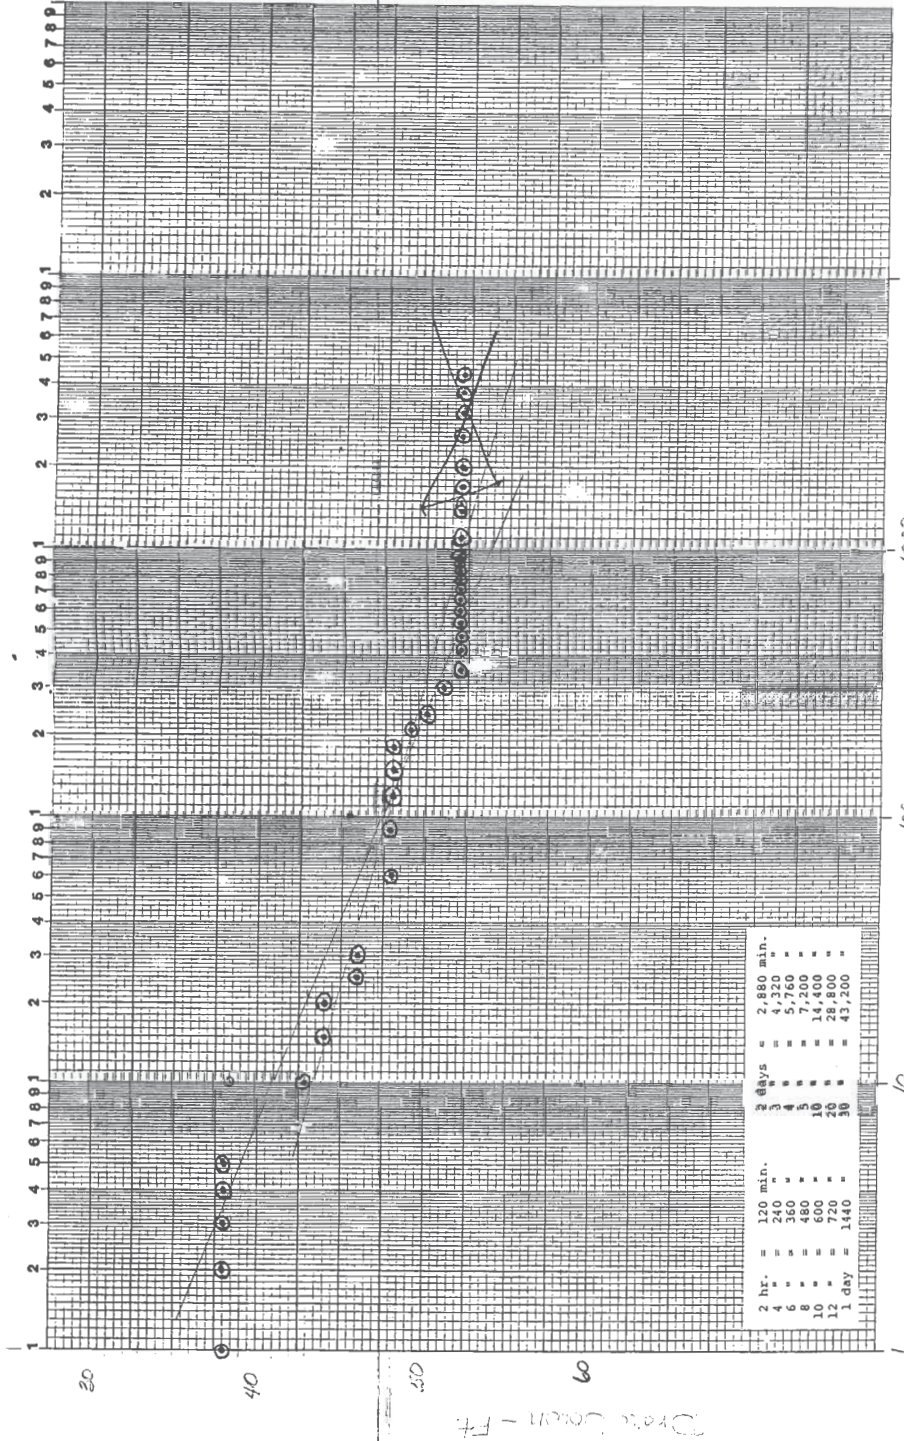 1 2 3 4 5 6 7 8 9 1 2 3 4 5 6 7 8 9 1 2 3 4 5 6 7 8 9 1 2 3 4 5 6 7 8 9 1 2 3 4 5 6 7 8 9
30
40
50
60
Draw Down - Ft.
2 hr. = 120 min. 2 days = 2,880 min.
4 " = 240 " 3 " = 4,320 "
6 " = 360 " 4 " = 5,760 "
8 " = 480 " 5 " = 7,200 "
10 " = 600 " 10 " = 14,400 "
12 " = 720 " 20 " = 28,800 "
1 day = 1440 " 30 " = 43,200 "
1 10 100 1000